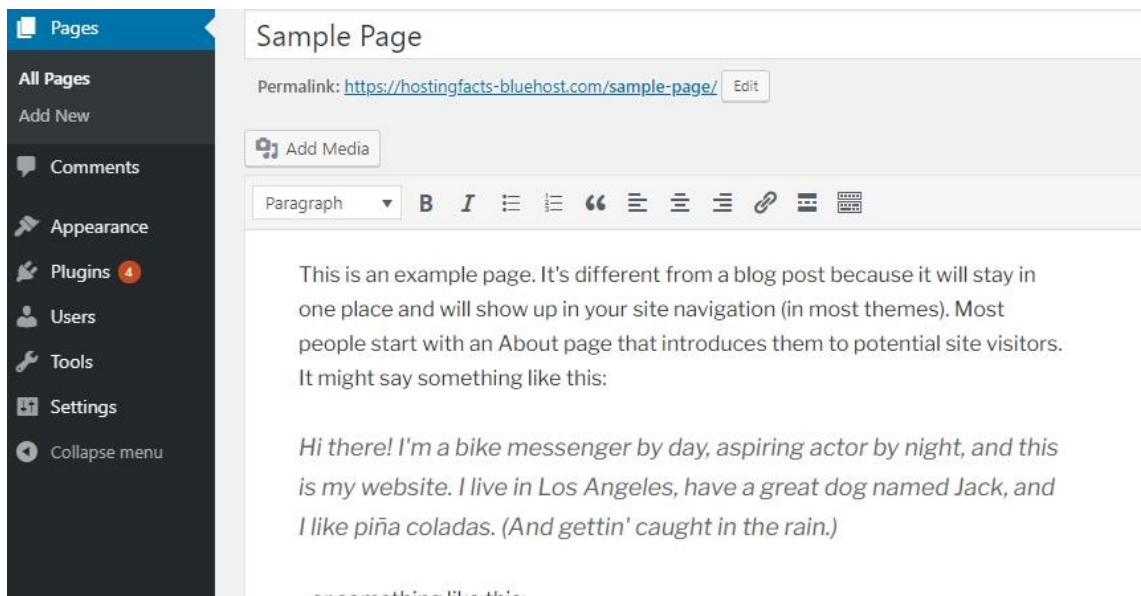 Pages
All Pages
Add New
Comments
Appearance
Plugins 4
Users
Tools
Settings
Collapse menu
Sample Page
Permalink: https://hostingfacts-bluehost.com/sample-page/ Edit
Add Media
Paragraph B I
This is an example page. It's different from a blog post because it will stay in
one place and will show up in your site navigation (in most themes). Most
people start with an About page that introduces them to potential site visitors.
It might say something like this:
Hi there! I'm a bike messenger by day, aspiring actor by night, and this
is my website. I live in Los Angeles, have a great dog named Jack, and
I like piña coladas. (And gettin' caught in the rain.)
or something like this: